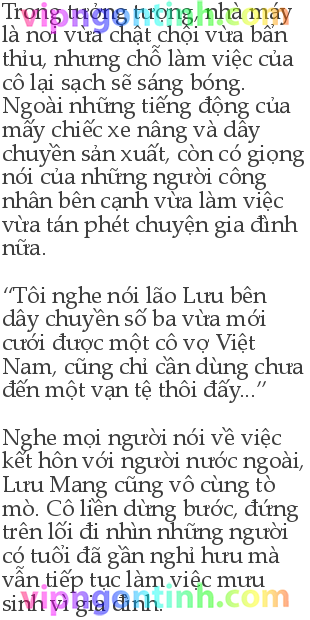 Trong tưởng tượng, nhà máy
là nơi vừa chật chội vừa bẩn
thỉu, nhưng chỗ làm việc của
cô lại sạch sẽ sáng bóng.
Ngoài những tiếng động của
mấy chiếc xe nâng và dây
chuyền sản xuất, còn có giọng
nói của những người công
nhân bên cạnh vừa làm việc
vừa tán phét chuyện gia đình
nữa.
“Tôi nghe nói lão Lưu bên
dây chuyền số ba vừa mới
cưới được một cô vợ Việt
Nam, cũng chỉ cần dùng chưa
đến một vạn tệ thôi đấy...”
Nghe mọi người nói về việc
kết hôn với người nước ngoài,
Lưu Mang cũng vô cùng tò
mò. Cô liền dừng bước, đứng
trên lối đi nhìn những người
có tuổi đã gần nghỉ hưu mà
vẫn tiếp tục làm việc mưu
sinh vì gia đình.
vipngontinh.com
vipngontinh.com